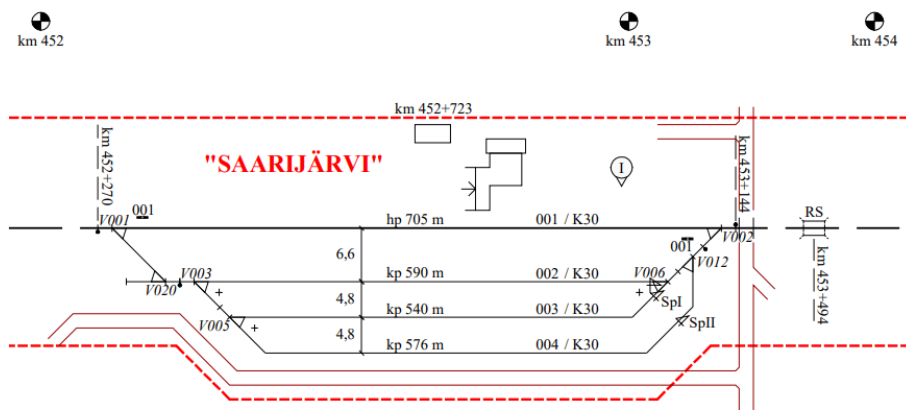 km 452
km 453
km 454
km 452+723
km 452+270
"SAARIJÄRVI"
I
km 453+144
001
V001
hp 705 m
001 / K30
V002
RS
6,6
001
V012
km 453+494
V020
V003
kp 590 m
002 / K30
V006
+
+
4,8
SpI
V005
+
kp 540 m
003 / K30
SpII
4,8
kp 576 m
004 / K30